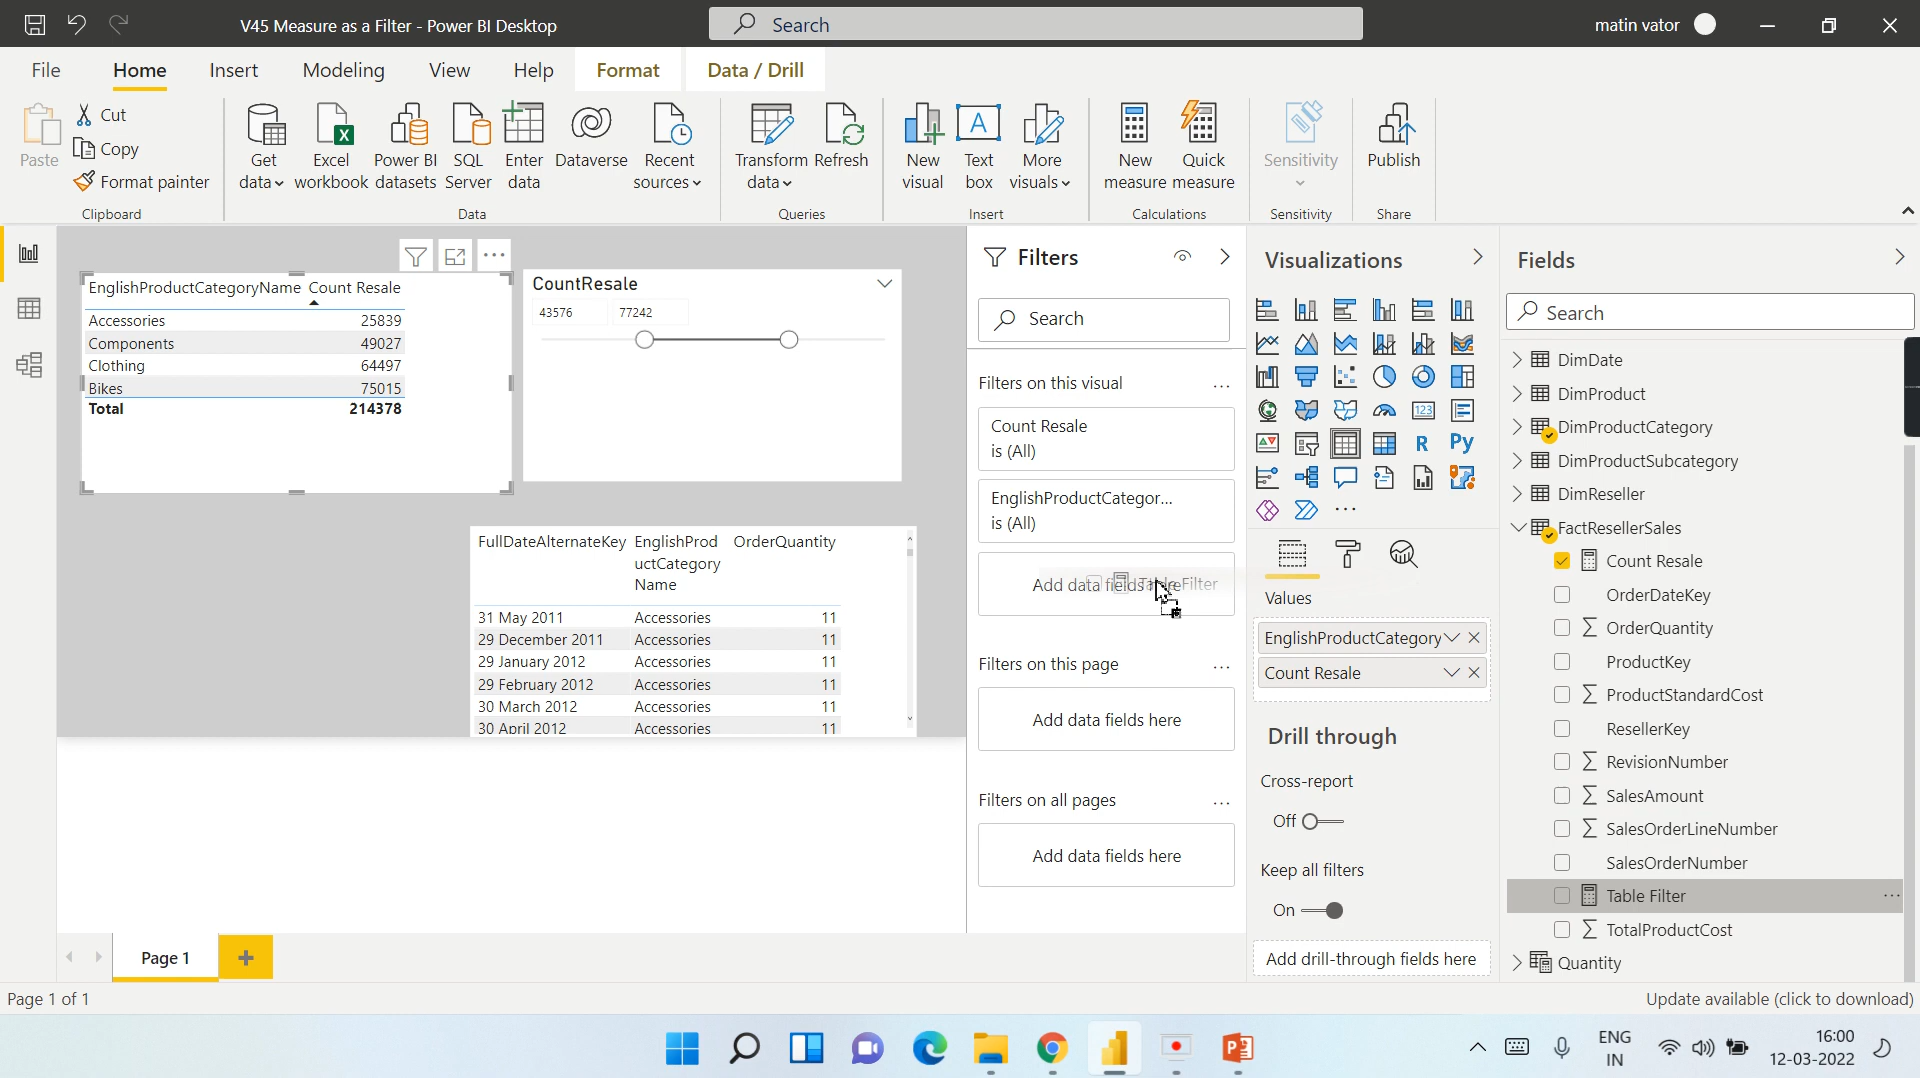 V45 Measure as a Filter - Power BI Desktop
Search
matin vator
File
Home
Insert
Modeling
View
Help
Format
Data / Drill
Paste
Cut
Copy
Format painter
Clipboard
Get data
Excel workbook
Power BI datasets
SQL Server
Enter data
Dataverse
Recent sources
Data
Transform data
Refresh
Queries
New visual
Text box
More visuals
Insert
New measure
Quick measure
Calculations
Sensitivity
Sensitivity
Publish
Share
EnglishProductCategoryName Count Resale
Accessories 25839
Components 49027
Clothing 64497
Bikes 75015
Total 214378
CountResale
43576 77242
FullDateAlternateKey EnglishProd OrderQuantity
uctCategory
Name
31 May 2011 Accessories 11
29 December 2011 Accessories 11
29 January 2012 Accessories 11
29 February 2012 Accessories 11
30 March 2012 Accessories 11
30 April 2012 Accessories 11
Filters
Search
Filters on this visual ...
Count Resale
is (All)
EnglishProductCategor...
is (All)
Add data fields here
Table Filter
Filters on this page ...
Add data fields here
Filters on all pages ...
Add data fields here
Visualizations
123
R
Py
...
Values
EnglishProductCategory
Count Resale
Drill through
Cross-report
Off
Keep all filters
On
Add drill-through fields here
Fields
Search
DimDate
DimProduct
DimProductCategory
DimProductSubcategory
DimReseller
FactResellerSales
Count Resale
OrderDateKey
OrderQuantity
ProductKey
ProductStandardCost
ResellerKey
RevisionNumber
SalesAmount
SalesOrderLineNumber
SalesOrderNumber
Table Filter ...
TotalProductCost
Quantity
Page 1
Page 1 of 1
Update available (click to download)
ENG
IN
16:00
12-03-2022